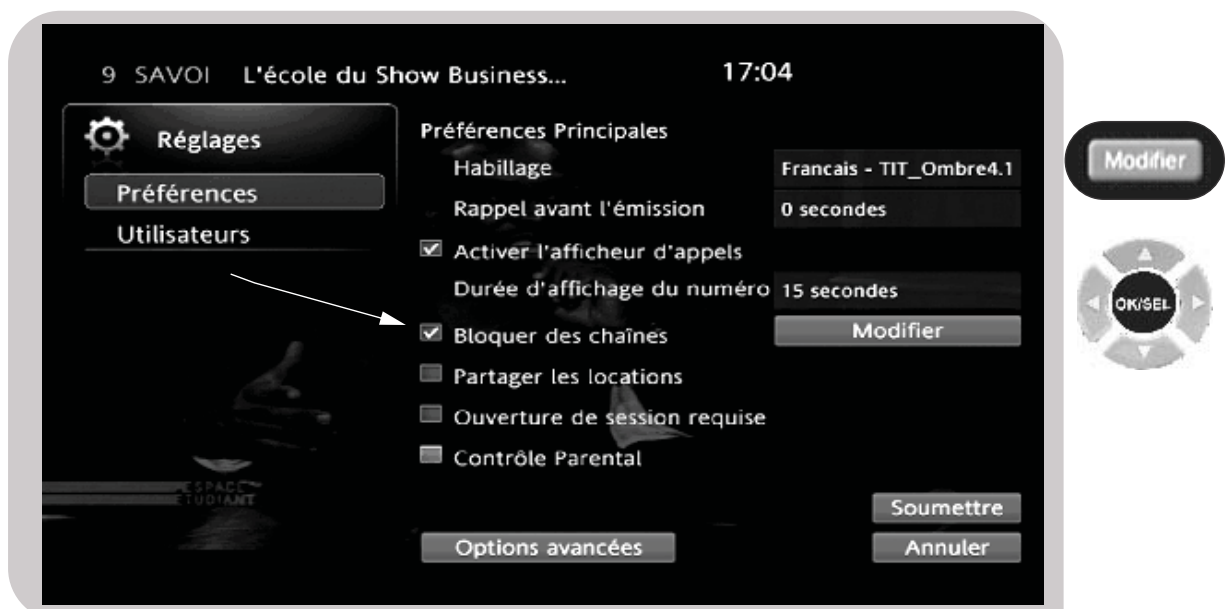 9 SAVOI L'école du Show Business... 17:04
Réglages
Préférences
Utilisateurs
Préférences Principales
Habillage Francais - TIT_Ombre4.1
Rappel avant l'émission 0 secondes
Activer l'afficheur d'appels
Durée d'affichage du numéro 15 secondes
Bloquer des chaînes Modifier
Partager les locations
Ouverture de session requise
Contrôle Parental
ESPACE
ETUDIANT
Soumettre
Options avancées Annuler
Modifier
OK/SEL